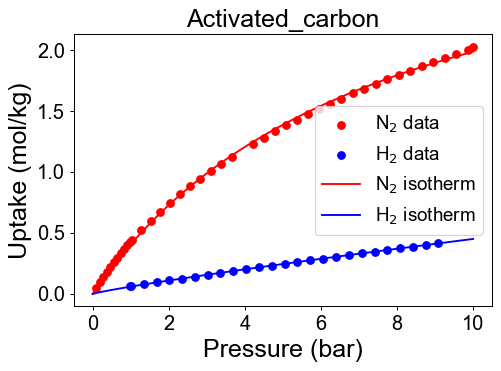 Activated_carbon
Uptake (mol/kg)
2.0
1.5
1.0
0.5
0.0
N₂ data
H₂ data
N₂ isotherm
H₂ isotherm
0 2 4 6 8 10
Pressure (bar)